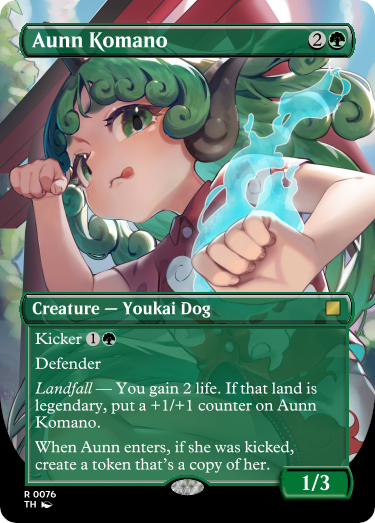 Aunn Komano 2
Creature — Youkai Dog
Kicker 1
Defender
Landfall — You gain 2 life. If that land is
legendary, put a +1/+1 counter on Aunn
Komano.
When Aunn enters, if she was kicked,
create a token that's a copy of her.
1/3
R 0076
TH